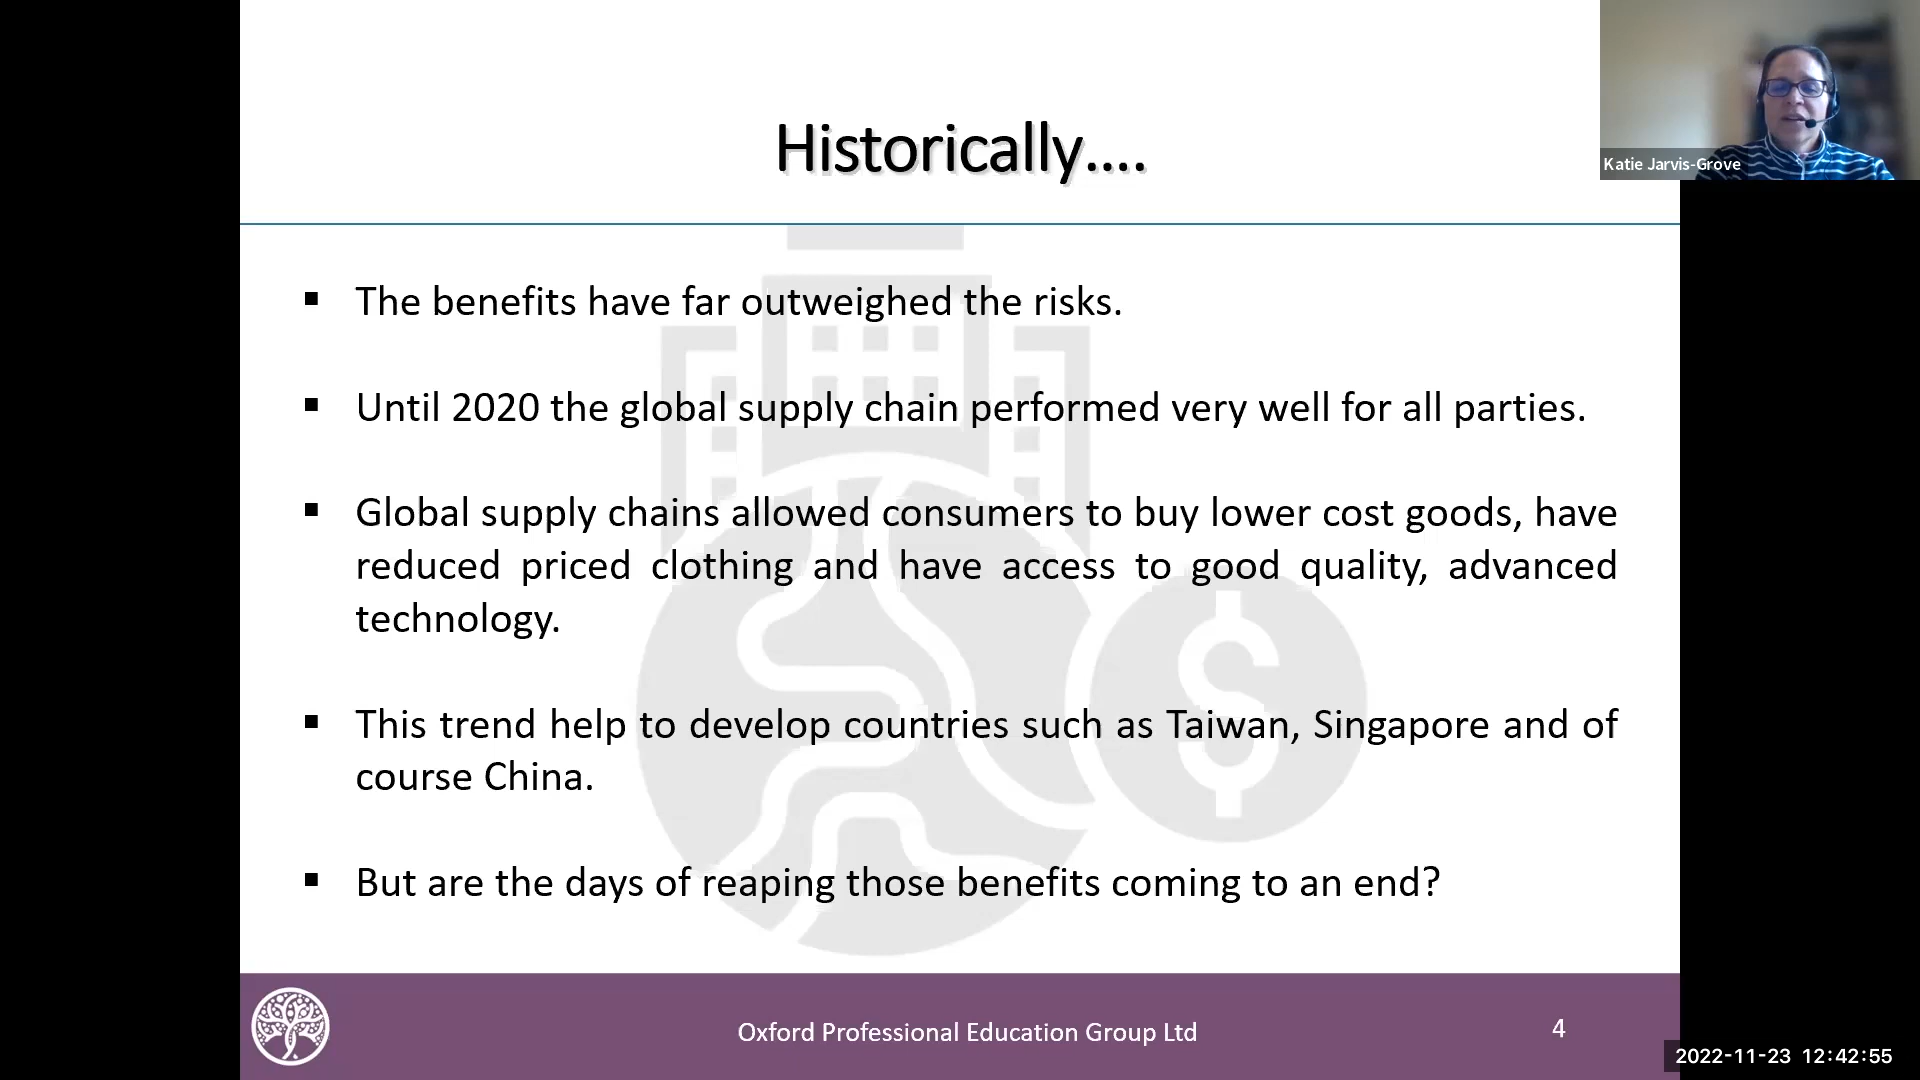 Historically....
Katie Jarvis-Grove
▪ The benefits have far outweighed the risks.
▪ Until 2020 the global supply chain performed very well for all parties.
▪ Global supply chains allowed consumers to buy lower cost goods, have
reduced priced clothing and have access to good quality, advanced
technology.
▪ This trend help to develop countries such as Taiwan, Singapore and of
course China.
▪ But are the days of reaping those benefits coming to an end?
Oxford Professional Education Group Ltd
4
2022-11-23 12:42:55